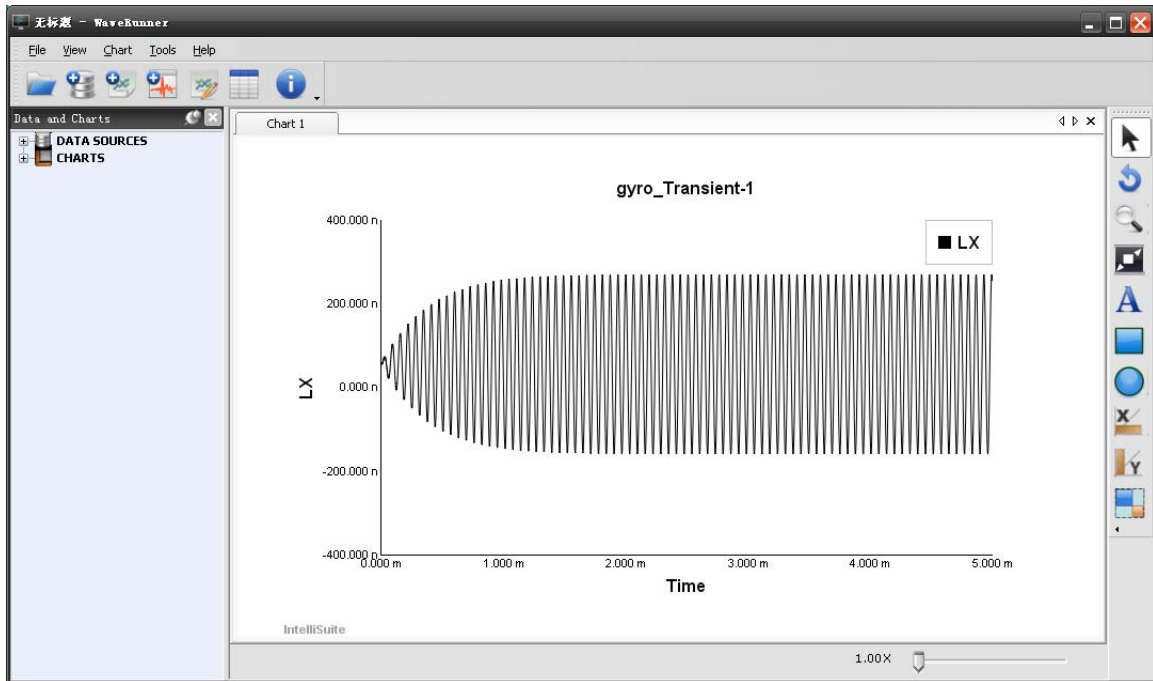 无标题 - WaveRunner
File View Chart Tools Help
Data and Charts
DATA SOURCES
CHARTS
Chart 1
gyro_Transient-1
400.000 n
LX
200.000 n
LX
0.000 n
-200.000 n
-400.000 n
0.000 m 1.000 m 2.000 m 3.000 m 4.000 m 5.000 m
Time
IntelliSuite
1.00X
A
X
Y